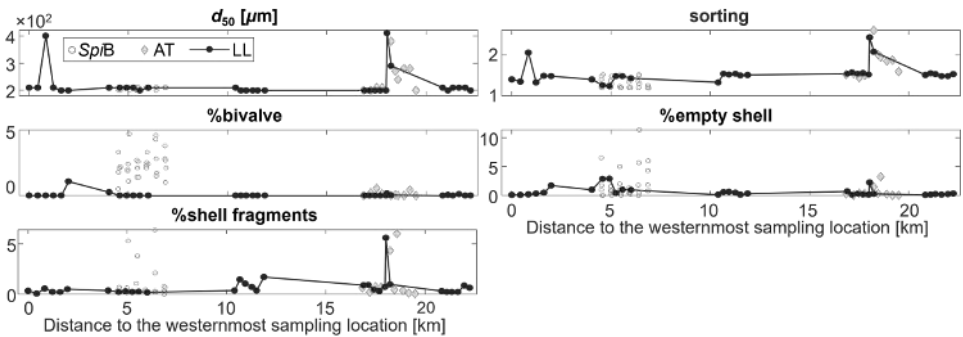 d50 [μm]
×10²
4
3
2
SpiB AT LL
sorting
2
1
%bivalve
5
0
%empty shell
10
5
0
0 5 10 15 20
Distance to the westernmost sampling location [km]
%shell fragments
5
0
0 5 10 15 20
Distance to the westernmost sampling location [km]